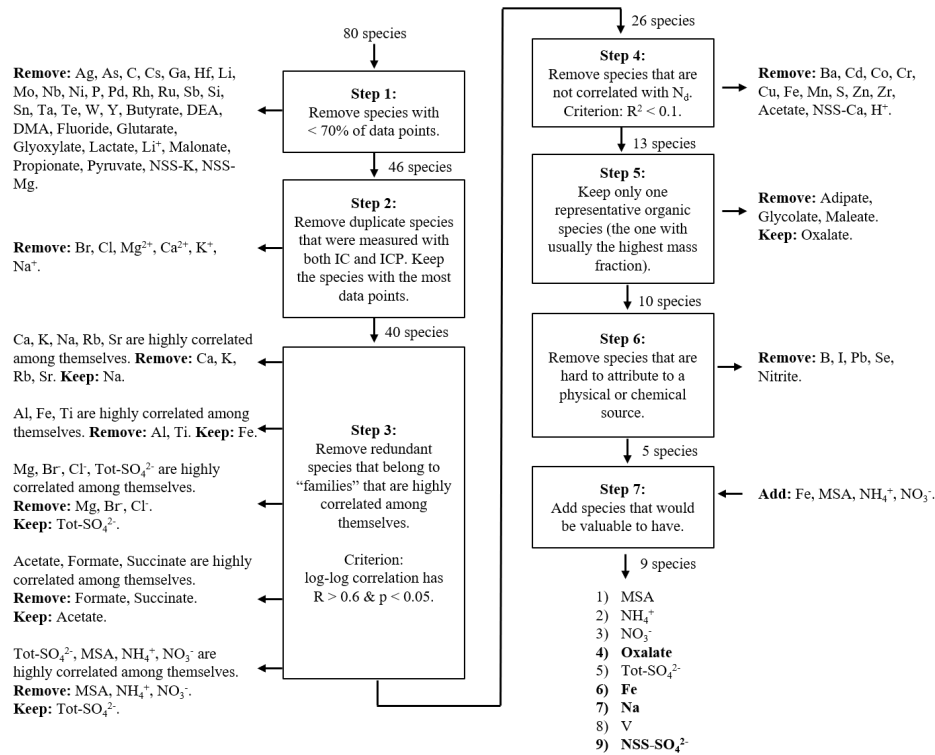 80 species
Remove: Ag, As, C, Cs, Ga, Hf, Li,
Mo, Nb, Ni, P, Pd, Rh, Ru, Sb, Si,
Sn, Ta, Te, W, Y, Butyrate, DEA,
DMA, Fluoride, Glutarate,
Glyoxylate, Lactate, Li⁺, Malonate,
Propionate, Pyruvate, NSS-K, NSS-
Mg.
Step 1:
Remove species with
< 70% of data points.
46 species
Remove: Br, Cl, Mg²⁺, Ca²⁺, K⁺,
Na⁺.
Step 2:
Remove duplicate species
that were measured with
both IC and ICP. Keep
the species with the most
data points.
40 species
Ca, K, Na, Rb, Sr are highly correlated
among themselves. Remove: Ca, K,
Rb, Sr. Keep: Na.
Al, Fe, Ti are highly correlated among
themselves. Remove: Al, Ti. Keep: Fe.
Mg, Br⁻, Cl⁻, Tot-SO₄²⁻ are highly
correlated among themselves.
Remove: Mg, Br⁻, Cl⁻.
Keep: Tot-SO₄²⁻.
Acetate, Formate, Succinate are highly
correlated among themselves.
Remove: Formate, Succinate.
Keep: Acetate.
Tot-SO₄²⁻, MSA, NH₄⁺, NO₃⁻ are
highly correlated among themselves.
Remove: MSA, NH₄⁺, NO₃⁻.
Keep: Tot-SO₄²⁻.
Step 3:
Remove redundant
species that belong to
“families” that are highly
correlated among
themselves.
Criterion:
log-log correlation has
R > 0.6 & p < 0.05.
26 species
Step 4:
Remove species that are
not correlated with N_d.
Criterion: R² < 0.1.
Remove: Ba, Cd, Co, Cr,
Cu, Fe, Mn, S, Zn, Zr,
Acetate, NSS-Ca, H⁺.
13 species
Step 5:
Keep only one
representative organic
species (the one with
usually the highest mass
fraction).
Remove: Adipate,
Glycolate, Maleate.
Keep: Oxalate.
10 species
Step 6:
Remove species that are
hard to attribute to a
physical or chemical
source.
Remove: B, I, Pb, Se,
Nitrite.
5 species
Step 7:
Add species that would
be valuable to have.
Add: Fe, MSA, NH₄⁺, NO₃⁻.
9 species
1) MSA
2) NH₄⁺
3) NO₃⁻
4) Oxalate
5) Tot-SO₄²⁻
6) Fe
7) Na
8) V
9) NSS-SO₄²⁻